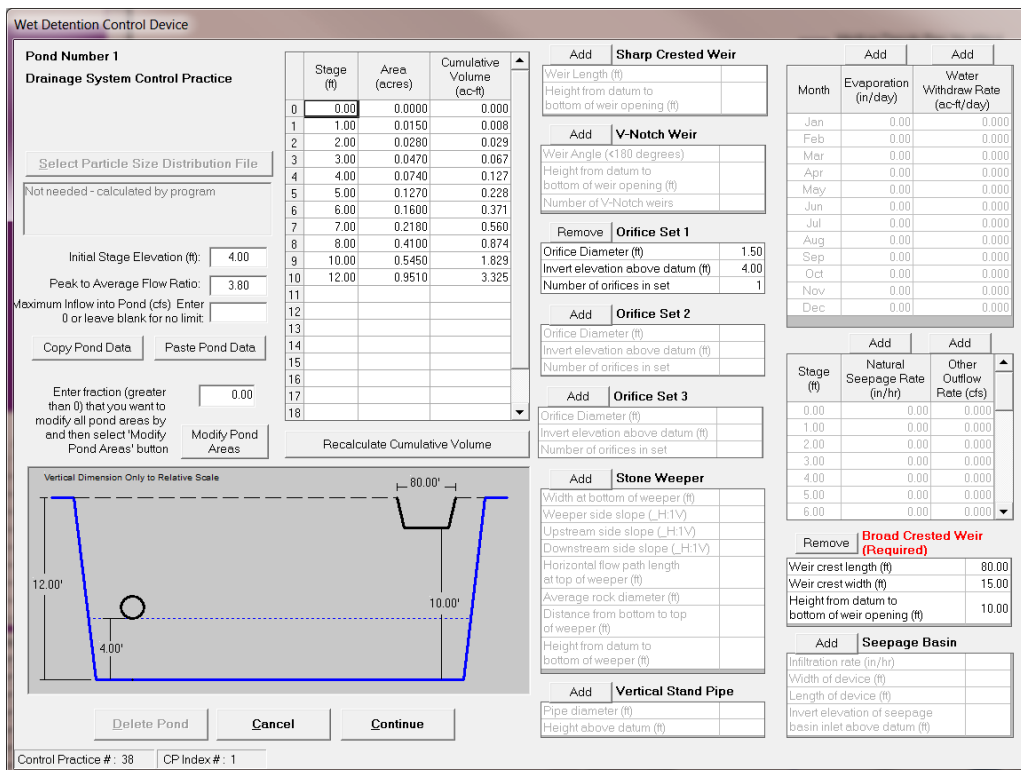 Wet Detention Control Device
Pond Number 1
Drainage System Control Practice
Select Particle Size Distribution File
Not needed - calculated by program
Initial Stage Elevation (ft): 4.00
Peak to Average Flow Ratio: 3.80
Maximum Inflow into Pond (cfs) Enter
0 or leave blank for no limit:
Copy Pond Data Paste Pond Data
Enter fraction (greater 0.00
than 0) that you want to
modify all pond areas by
and then select 'Modify
Pond Areas' button
Modify Pond
Areas
Stage
(ft)
Area
(acres)
Cumulative
Volume
(ac-ft)
0 0.00 0.0000 0.000
1 1.00 0.0150 0.008
2 2.00 0.0280 0.029
3 3.00 0.0470 0.067
4 4.00 0.0740 0.127
5 5.00 0.1270 0.228
6 6.00 0.1600 0.371
7 7.00 0.2180 0.560
8 8.00 0.4100 0.874
9 10.00 0.5450 1.829
10 12.00 0.9510 3.325
11
12
13
14
15
16
17
18
Recalculate Cumulative Volume
Vertical Dimension Only to Relative Scale
80.00'
12.00'
10.00'
4.00'
Delete Pond Cancel Continue
Control Practice # : 38 CP Index # : 1
Add Sharp Crested Weir
Weir Length (ft)
Height from datum to
bottom of weir opening (ft)
Add V-Notch Weir
Weir Angle (<180 degrees)
Height from datum to
bottom of weir opening (ft)
Number of V-Notch weirs
Remove Orifice Set 1
Orifice Diameter (ft) 1.50
Invert elevation above datum (ft) 4.00
Number of orifices in set 1
Add Orifice Set 2
Orifice Diameter (ft)
Invert elevation above datum (ft)
Number of orifices in set
Add Orifice Set 3
Orifice Diameter (ft)
Invert elevation above datum (ft)
Number of orifices in set
Add Stone Weeper
Width at bottom of weeper (ft)
Weeper side slope (_H:1V)
Upstream side slope (_H:1V)
Downstream side slope (_H:1V)
Horizontal flow path length
at top of weeper (ft)
Average rock diameter (ft)
Distance from bottom to top
of weeper (ft)
Height from datum to
bottom of weeper (ft)
Add Vertical Stand Pipe
Pipe diameter (ft)
Height above datum (ft)
Add Add
Month
Evaporation
(in/day)
Water
Withdraw Rate
(ac-ft/day)
Jan 0.00 0.000
Feb 0.00 0.000
Mar 0.00 0.000
Apr 0.00 0.000
May 0.00 0.000
Jun 0.00 0.000
Jul 0.00 0.000
Aug 0.00 0.000
Sep 0.00 0.000
Oct 0.00 0.000
Nov 0.00 0.000
Dec 0.00 0.000
Add Add
Stage
(ft)
Natural
Seepage Rate
(in/hr)
Other
Outflow
Rate (cfs)
0.00 0.00 0.000
1.00 0.00 0.000
2.00 0.00 0.000
3.00 0.00 0.000
4.00 0.00 0.000
5.00 0.00 0.000
6.00 0.00 0.000
Remove Broad Crested Weir
(Required)
Weir crest length (ft) 80.00
Weir crest width (ft) 15.00
Height from datum to
bottom of weir opening (ft) 10.00
Add Seepage Basin
Infiltration rate (in/hr)
Width of device (ft)
Length of device (ft)
Invert elevation of seepage
basin inlet above datum (ft)